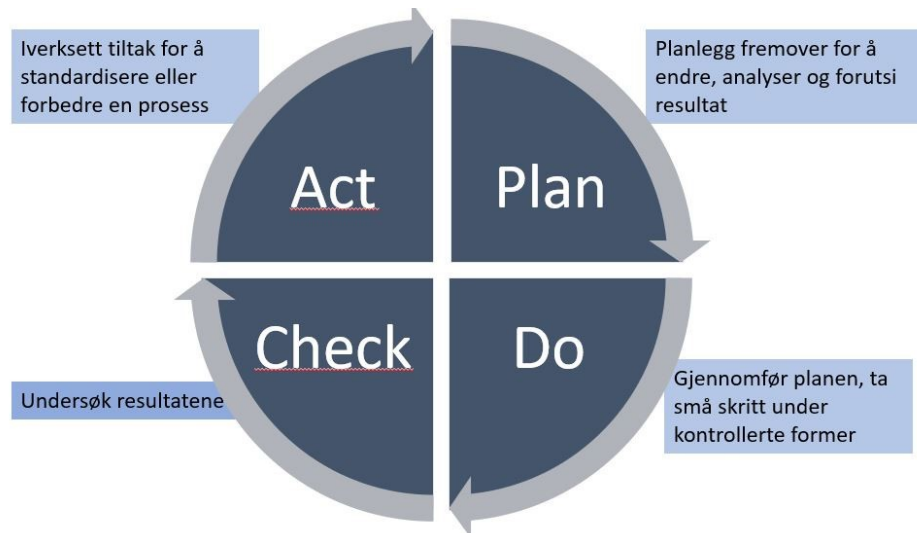 Iverksett tiltak for å
standardisere eller
forbedre en prosess
Planlegg fremover for å
endre, analyser og forutsi
resultat
Act
Plan
Check
Do
Undersøk resultatene
Gjennomfør planen, ta
små skritt under
kontrollerte former